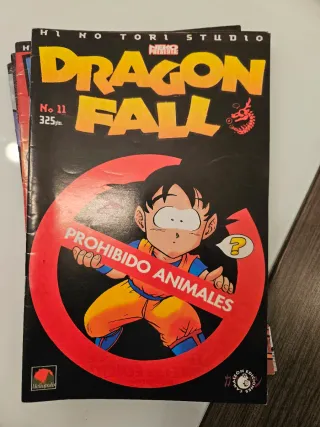 HI NO TORI STUDIO
DRAGON
FALL
No. 11
325 pts.
?
PROHIBIDO ANIMALES